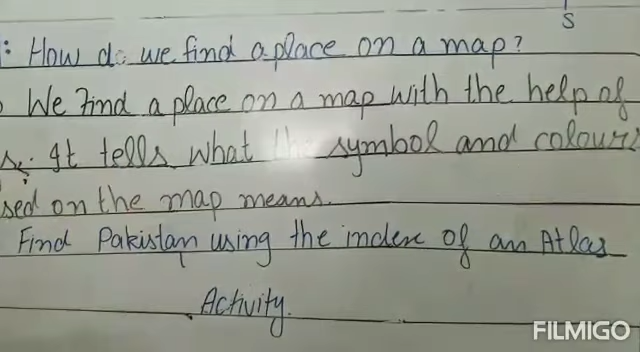 S
: How do we find a place on a map?
We Find a place on a map with the help of
It tells what the symbol and colours
sed on the map means.
Find Pakistan using the index of an Atlas
Activity.
FILMIGO